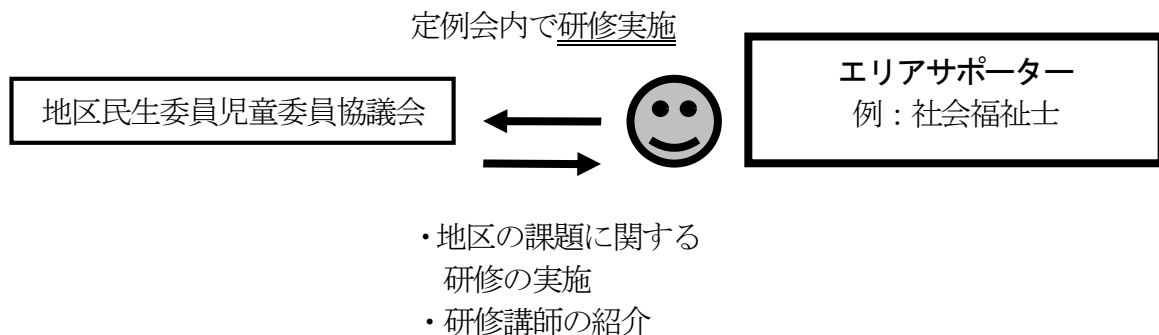 定例会内で研修実施
地区民生委員児童委員協議会
エリアサポーター
例：社会福祉士
・地区の課題に関する
研修の実施
・研修講師の紹介